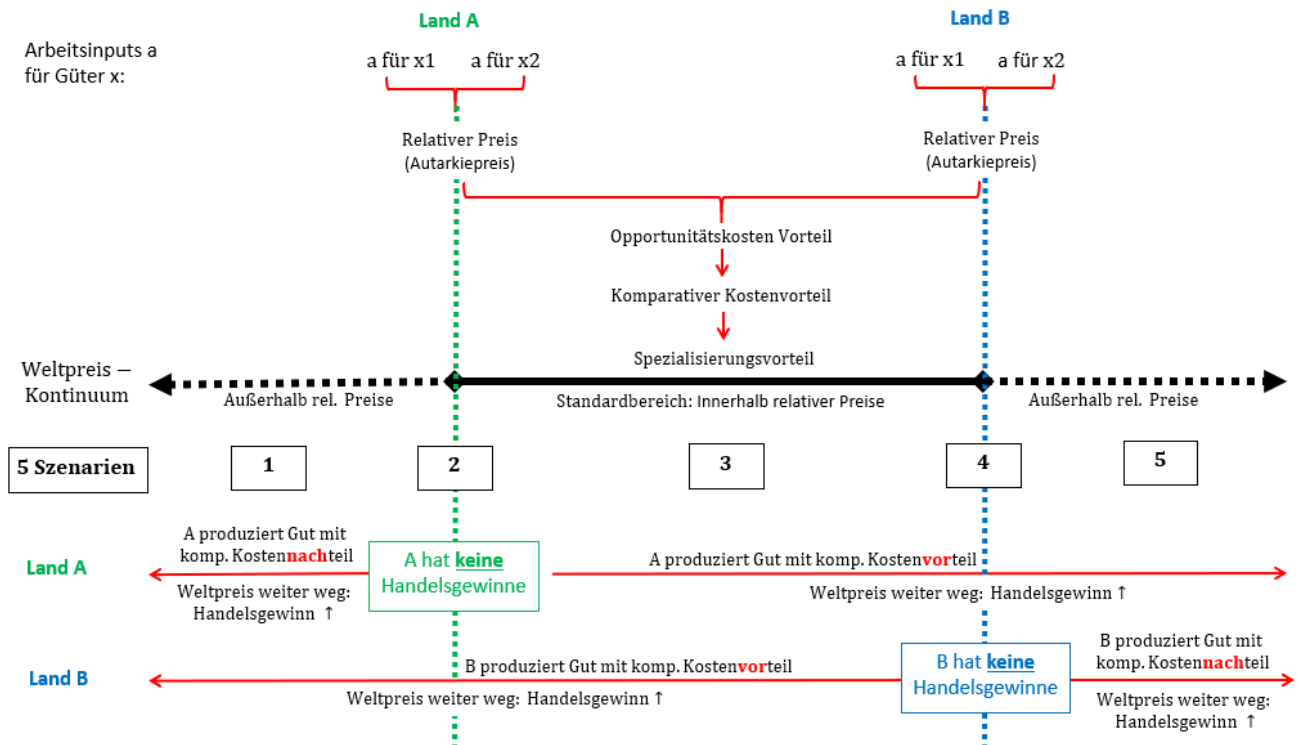 Land A
Land B
Arbeitsinputs a
für Güter x:
a für x1
a für x2
a für x1
a für x2
Relativer Preis
(Autarkiepreis)
Relativer Preis
(Autarkiepreis)
Opportunitätskosten Vorteil
Komparativer Kostenvorteil
Spezialisierungsvorteil
Weltpreis –
Kontinuum
Außerhalb rel. Preise
Standardbereich: Innerhalb relativer Preise
Außerhalb rel. Preise
5 Szenarien
1
2
3
4
5
Land A
A produziert Gut mit
komp. Kostennachteil
Weltpreis weiter weg:
Handelsgewinn ↑
A hat keine
Handelsgewinne
A produziert Gut mit komp. Kostenvorteil
Weltpreis weiter weg: Handelsgewinn ↑
Land B
B produziert Gut mit komp. Kostenvorteil
Weltpreis weiter weg: Handelsgewinn ↑
B hat keine
Handelsgewinne
B produziert Gut mit
komp. Kostennachteil
Weltpreis weiter weg:
Handelsgewinn ↑